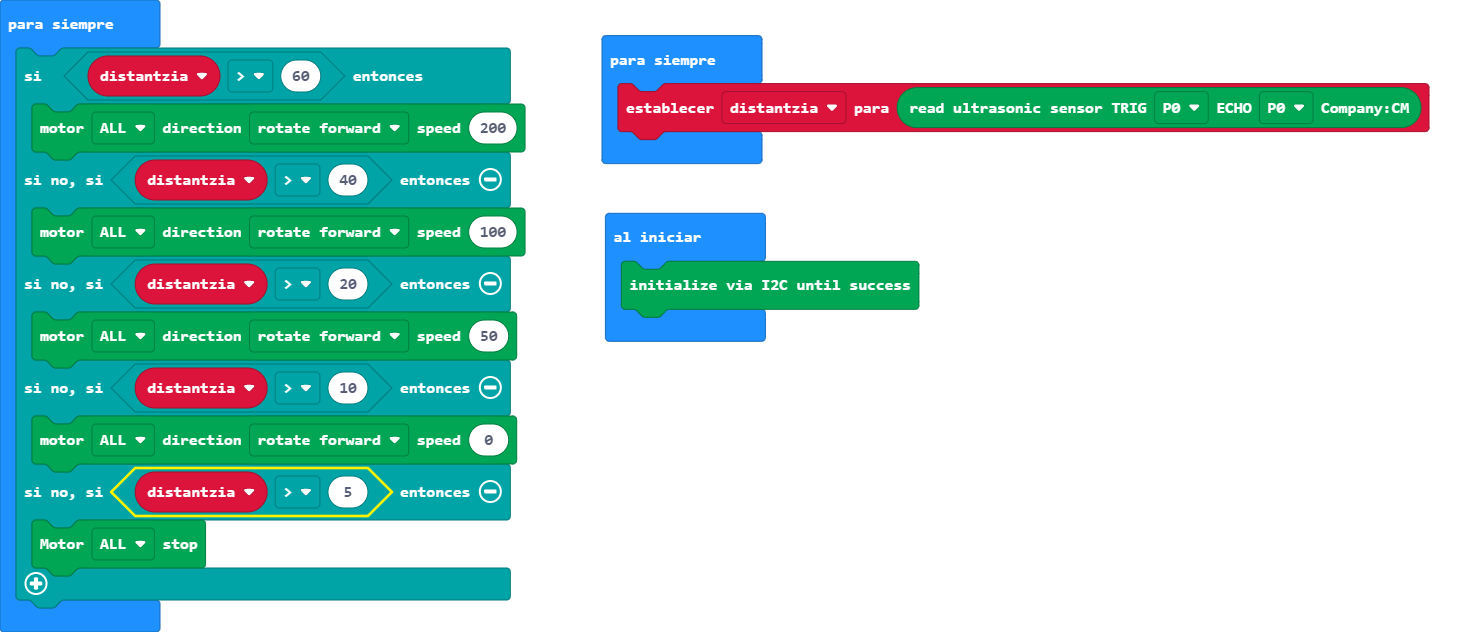 para siempre
si distantzia > 60 entonces
motor ALL direction rotate forward speed 200
si no, si distantzia > 40 entonces
motor ALL direction rotate forward speed 100
si no, si distantzia > 20 entonces
motor ALL direction rotate forward speed 50
si no, si distantzia > 10 entonces
motor ALL direction rotate forward speed 0
si no, si distantzia > 5 entonces
Motor ALL stop
para siempre
establecer distantzia para read ultrasonic sensor TRIG P0 ECHO P0 Company:CM
al iniciar
initialize via I2C until success